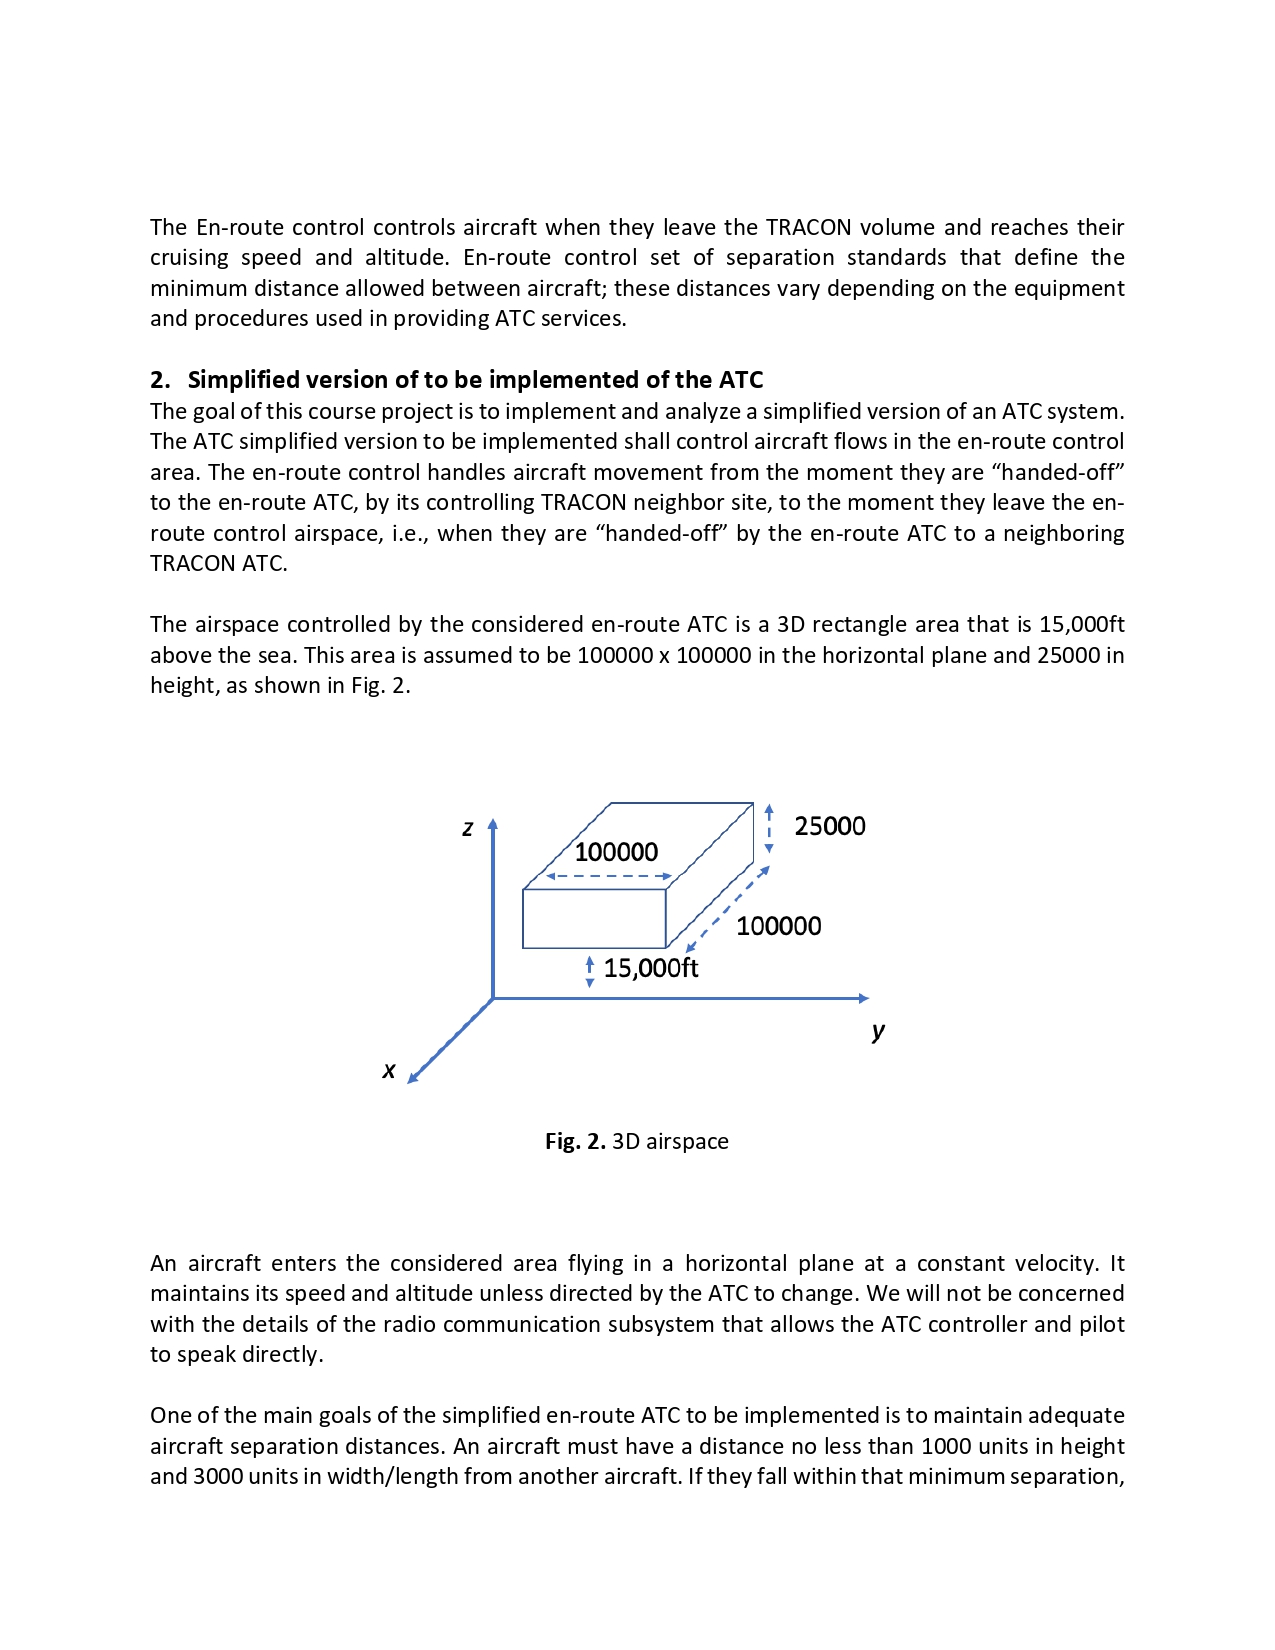 The En-route control controls aircraft when they leave the TRACON volume and reaches their
cruising speed and altitude. En-route control set of separation standards that define the
minimum distance allowed between aircraft; these distances vary depending on the equipment
and procedures used in providing ATC services.
2. Simplified version of to be implemented of the ATC
The goal of this course project is to implement and analyze a simplified version of an ATC system.
The ATC simplified version to be implemented shall control aircraft flows in the en-route control
area. The en-route control handles aircraft movement from the moment they are “handed-off”
to the en-route ATC, by its controlling TRACON neighbor site, to the moment they leave the en-
route control airspace, i.e., when they are “handed-off” by the en-route ATC to a neighboring
TRACON ATC.
The airspace controlled by the considered en-route ATC is a 3D rectangle area that is 15,000ft
above the sea. This area is assumed to be 100000 x 100000 in the horizontal plane and 25000 in
height, as shown in Fig. 2.
z
25000
100000
100000
15,000ft
y
x
Fig. 2. 3D airspace
An aircraft enters the considered area flying in a horizontal plane at a constant velocity. It
maintains its speed and altitude unless directed by the ATC to change. We will not be concerned
with the details of the radio communication subsystem that allows the ATC controller and pilot
to speak directly.
One of the main goals of the simplified en-route ATC to be implemented is to maintain adequate
aircraft separation distances. An aircraft must have a distance no less than 1000 units in height
and 3000 units in width/length from another aircraft. If they fall within that minimum separation,